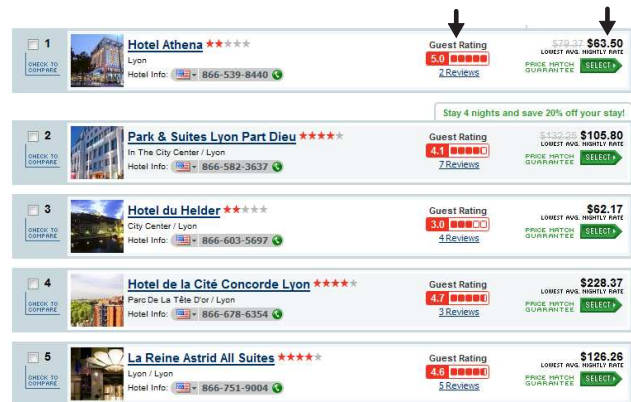 1
Hotel Athena
Guest Rating
$79.37 $63.50
LOWEST AVG. NIGHTLY RATE
Lyon
5.0
CHECK TO COMPARE
Hotel Info: 866-539-8440
2 Reviews
PRICE MATCH GUARANTEE
SELECT
Stay 4 nights and save 20% off your stay!
2
Park & Suites Lyon Part Dieu
Guest Rating
$132.25 $105.80
LOWEST AVG. NIGHTLY RATE
In The City Center / Lyon
4.1
CHECK TO COMPARE
Hotel Info: 866-582-3637
7 Reviews
PRICE MATCH GUARANTEE
SELECT
3
Hotel du Helder
Guest Rating
$62.17
LOWEST AVG. NIGHTLY RATE
City Center / Lyon
3.0
CHECK TO COMPARE
Hotel Info: 866-603-5697
4 Reviews
PRICE MATCH GUARANTEE
SELECT
4
Hotel de la Cité Concorde Lyon
Guest Rating
$228.37
LOWEST AVG. NIGHTLY RATE
Parc De La Tête D'or / Lyon
4.7
CHECK TO COMPARE
Hotel Info: 866-678-6354
3 Reviews
PRICE MATCH GUARANTEE
SELECT
5
La Reine Astrid All Suites
Guest Rating
$126.26
LOWEST AVG. NIGHTLY RATE
Lyon / Lyon
4.6
CHECK TO COMPARE
Hotel Info: 866-751-9004
5 Reviews
PRICE MATCH GUARANTEE
SELECT